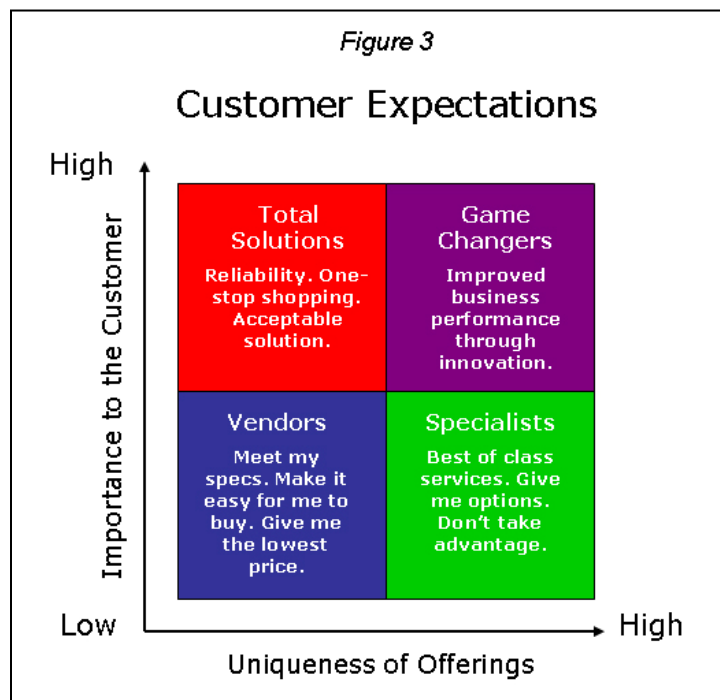 Figure 3
Customer Expectations
High
Importance to the Customer
Total
Solutions
Reliability. One-
stop shopping.
Acceptable
solution.
Game
Changers
Improved
business
performance
through
innovation.
Vendors
Meet my
specs. Make it
easy for me to
buy. Give me
the lowest
price.
Specialists
Best of class
services. Give
me options.
Don't take
advantage.
Low
High
Uniqueness of Offerings